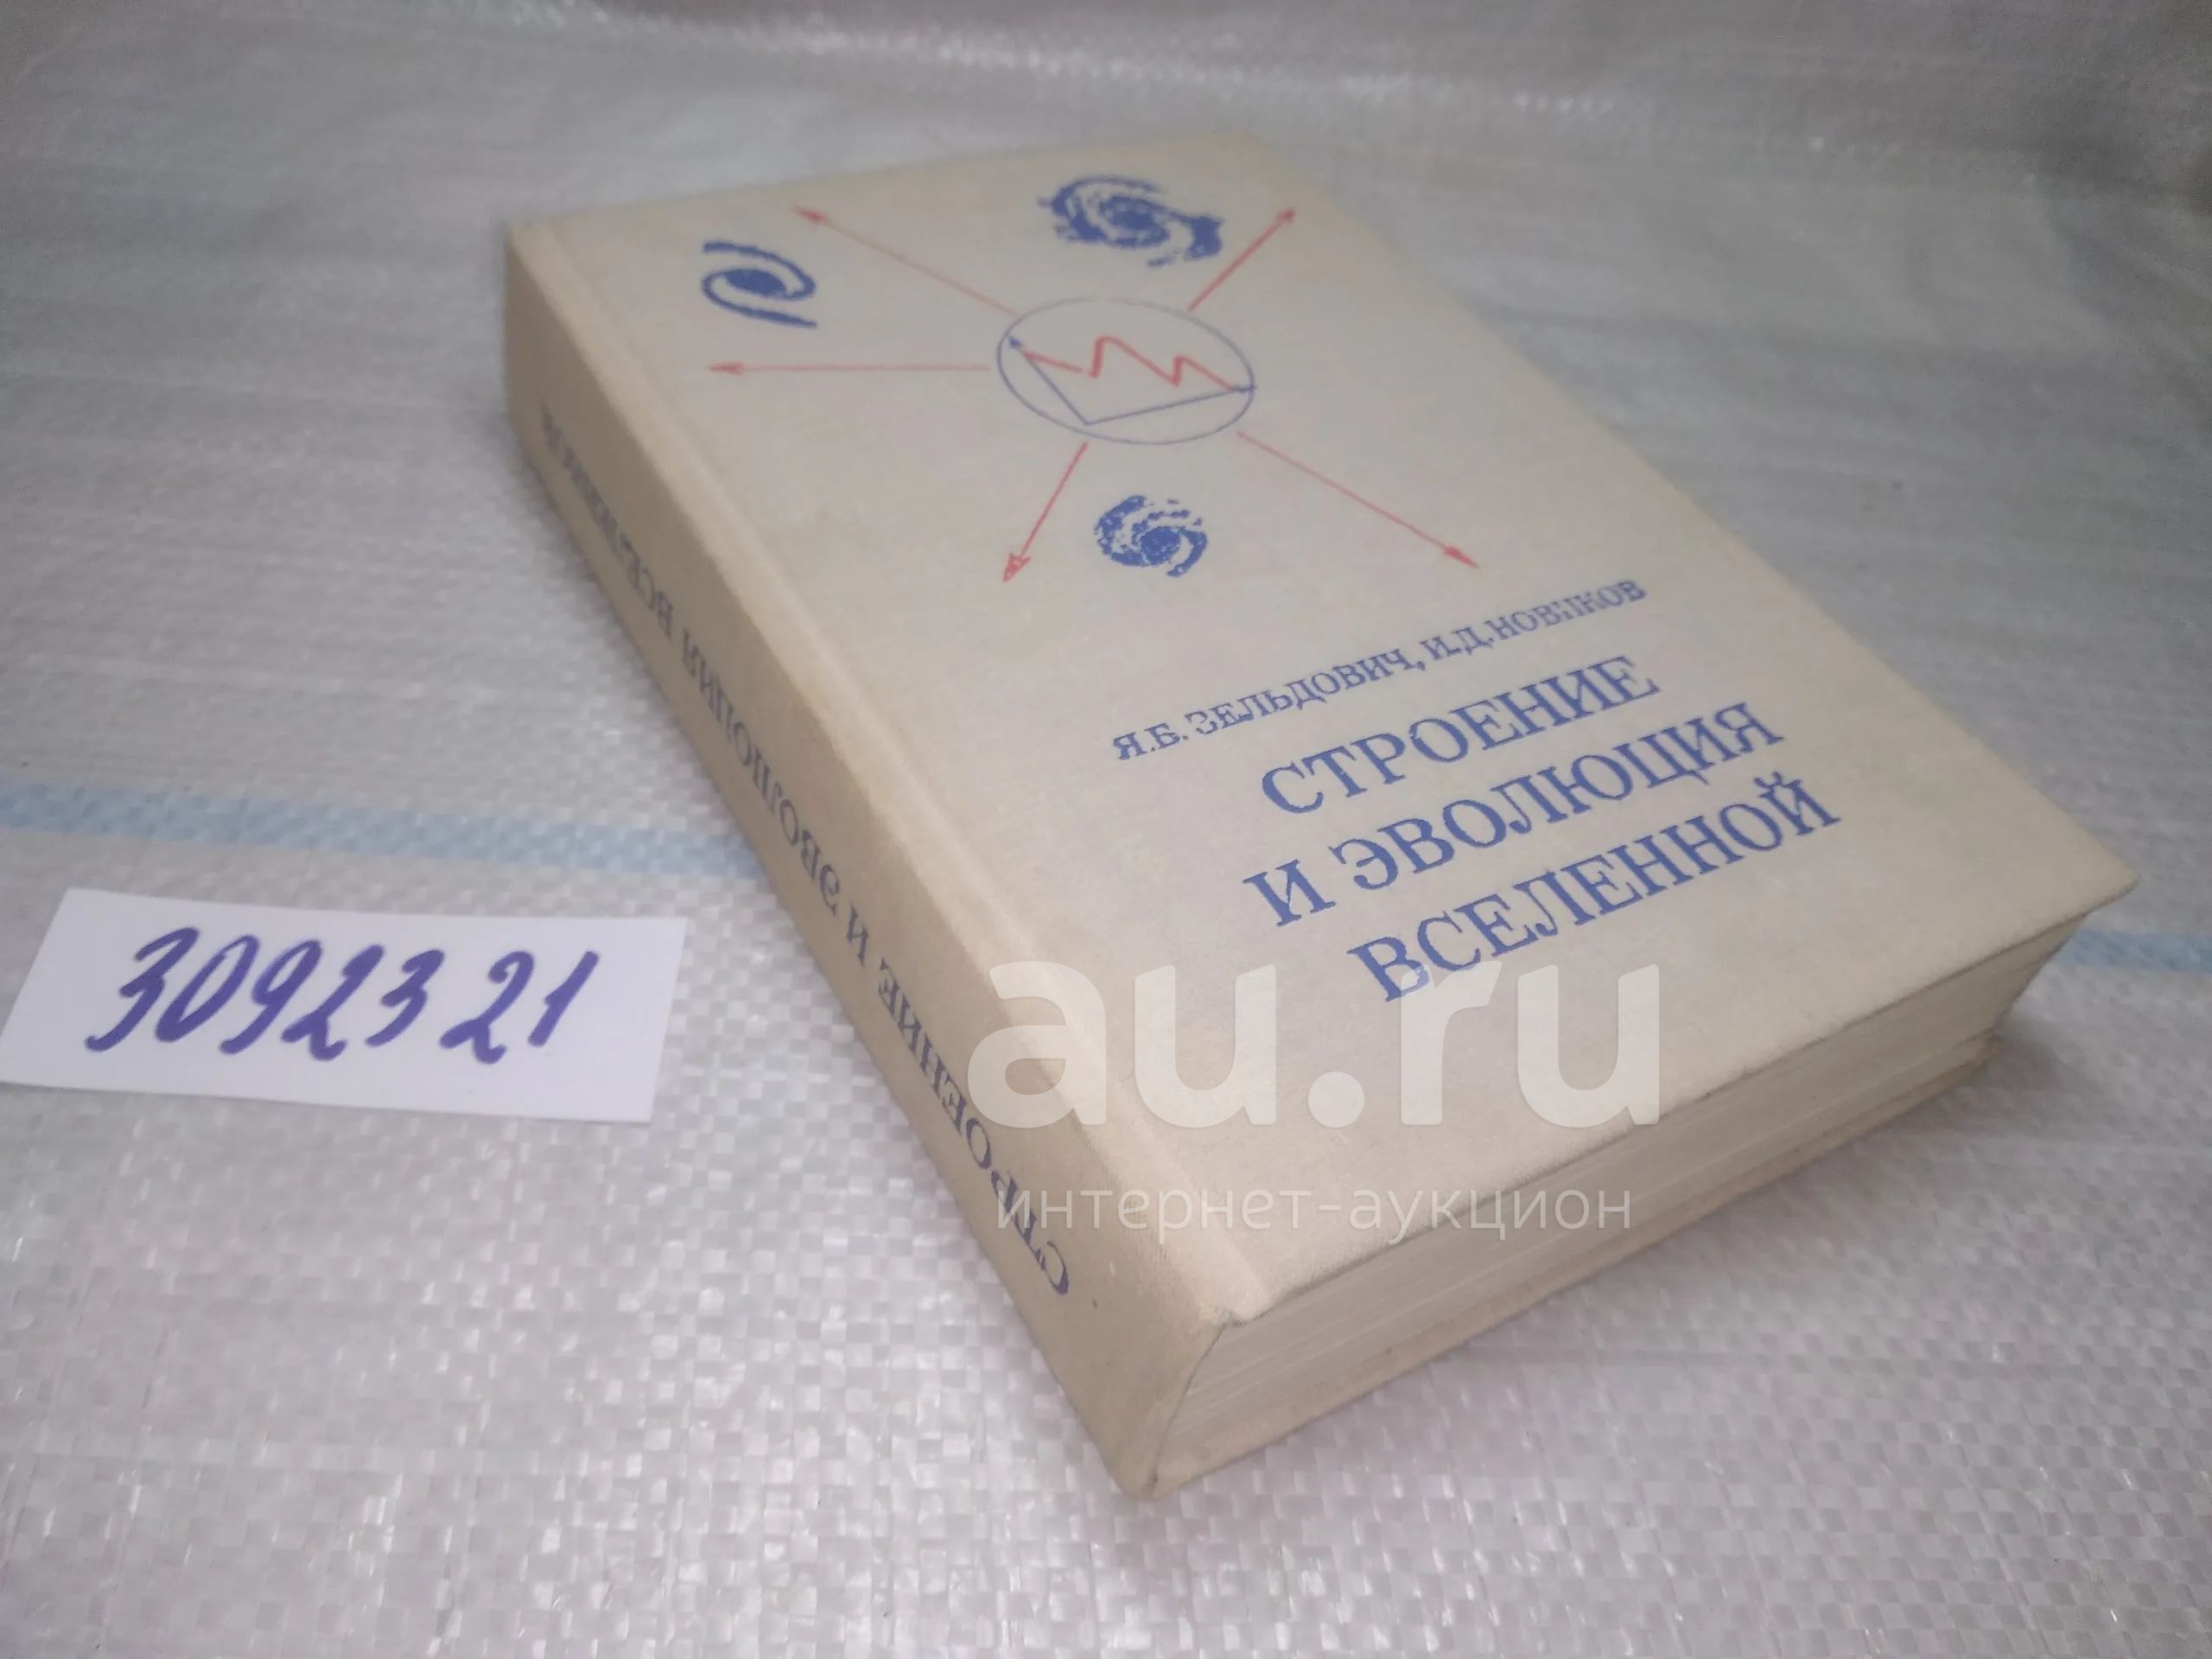 Я.Б. ЗЕЛЬДОВИЧ, И.Д. НОВИКОВ
СТРОЕНИЕ
И ЭВОЛЮЦИЯ
ВСЕЛЕННОЙ
СТРОЕНИЕ И ЭВОЛЮЦИЯ ВСЕЛЕННОЙ
3092321
au.ru
интернет-аукцион